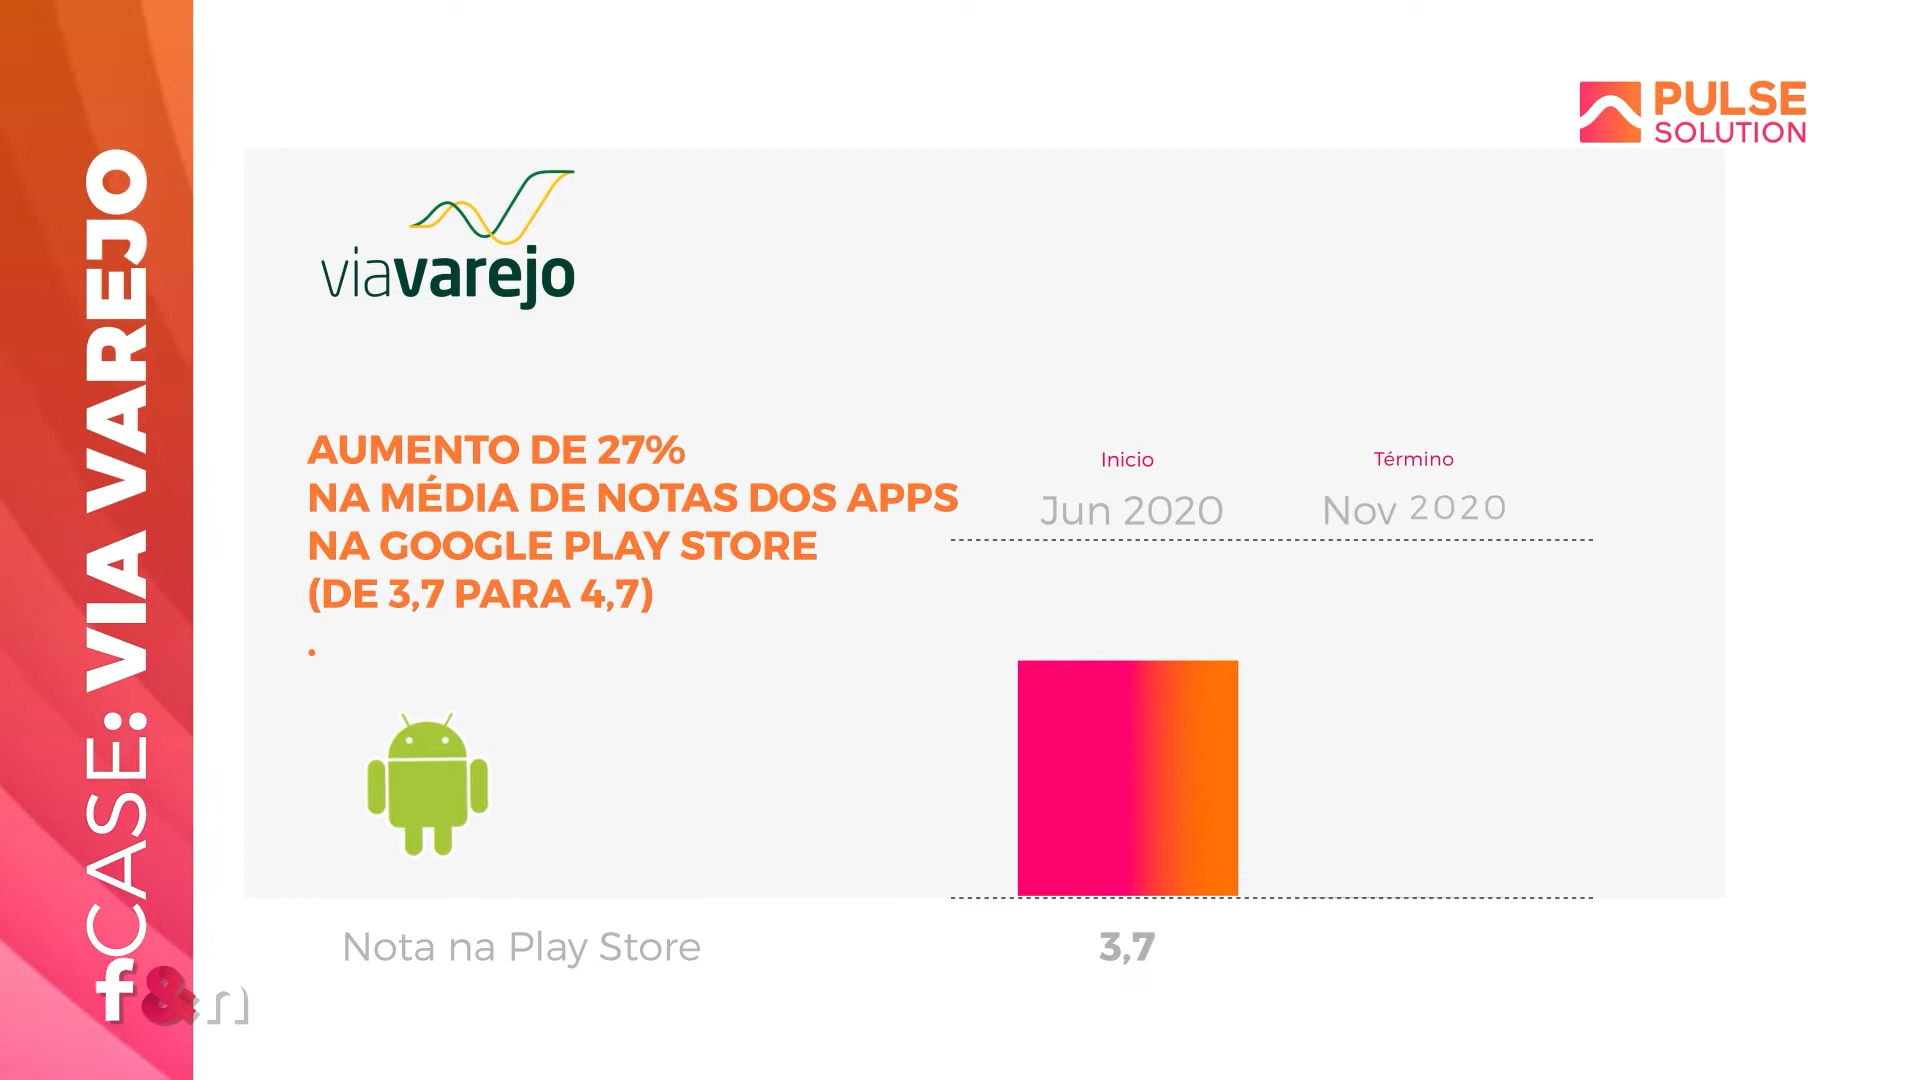 CASE: VIA VAREJO
PULSE
SOLUTION
viavarejo
AUMENTO DE 27%
NA MÉDIA DE NOTAS DOS APPS
NA GOOGLE PLAY STORE
(DE 3,7 PARA 4,7)
.
Inicio
Término
Jun 2020
Nov 2020
Nota na Play Store
3,7
f&n